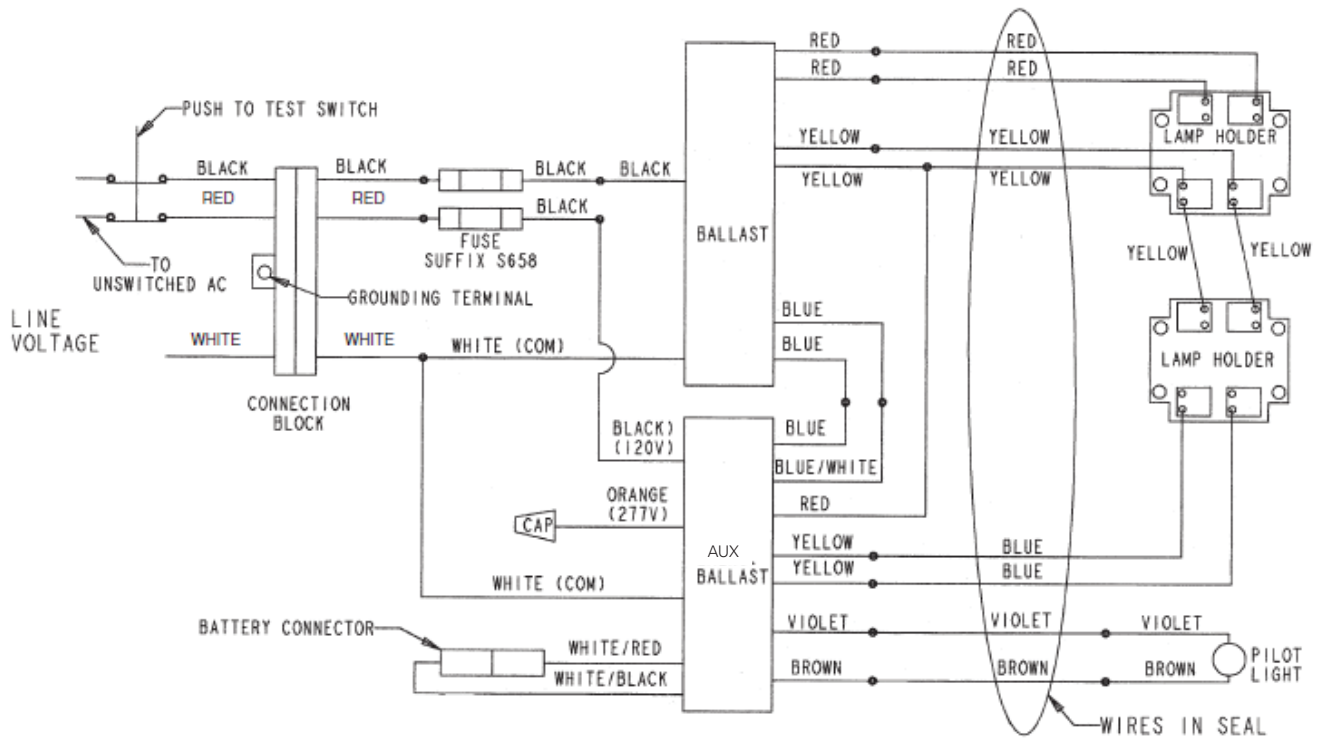 RED
RED
RED
RED
PUSH TO TEST SWITCH
YELLOW
YELLOW
LAMP HOLDER
BLACK
BLACK
BLACK
BLACK
YELLOW
YELLOW
RED
RED
BLACK
BALLAST
FUSE
SUFFIX S658
TO
UNSWITCHED AC
GROUNDING TERMINAL
YELLOW
YELLOW
LINE
VOLTAGE
WHITE
WHITE
WHITE (COM)
BLUE
BLUE
LAMP HOLDER
CONNECTION
BLOCK
BLACK)
(120V)
BLUE
BLUE/WHITE
ORANGE
(277V)
CAP
RED
AUX
BALLAST
YELLOW
BLUE
YELLOW
BLUE
WHITE (COM)
BATTERY CONNECTOR
WHITE/RED
WHITE/BLACK
VIOLET
VIOLET
VIOLET
BROWN
BROWN
BROWN
PILOT
LIGHT
WIRES IN SEAL